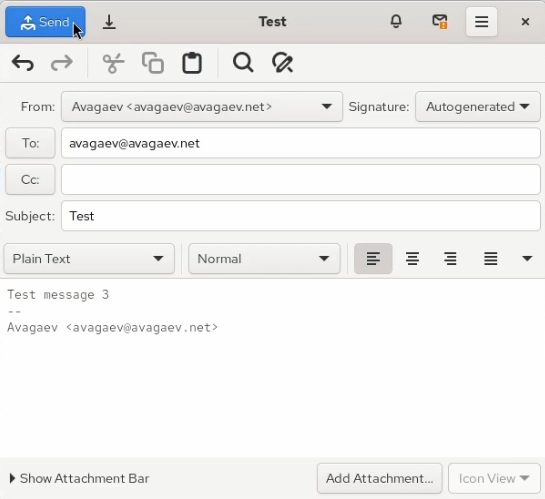 Send
Test
From: Avagaev <avagaev@avagaev.net> Signature: Autogenerated
To: avagaev@avagaev.net
Cc:
Subject: Test
Plain Text Normal
Test message 3
--
Avagaev <avagaev@avagaev.net>
Show Attachment Bar Add Attachment... Icon View